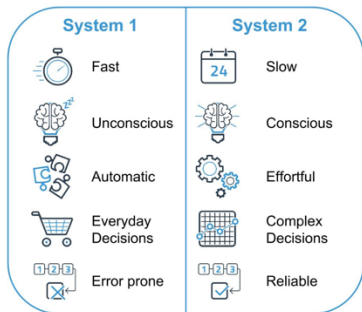 System 1
System 2
Fast
24
Slow
zzz
Unconscious
Conscious
Automatic
Effortful
Everyday
Decisions
Complex
Decisions
1 2 3
Error prone
1 2 3
Reliable